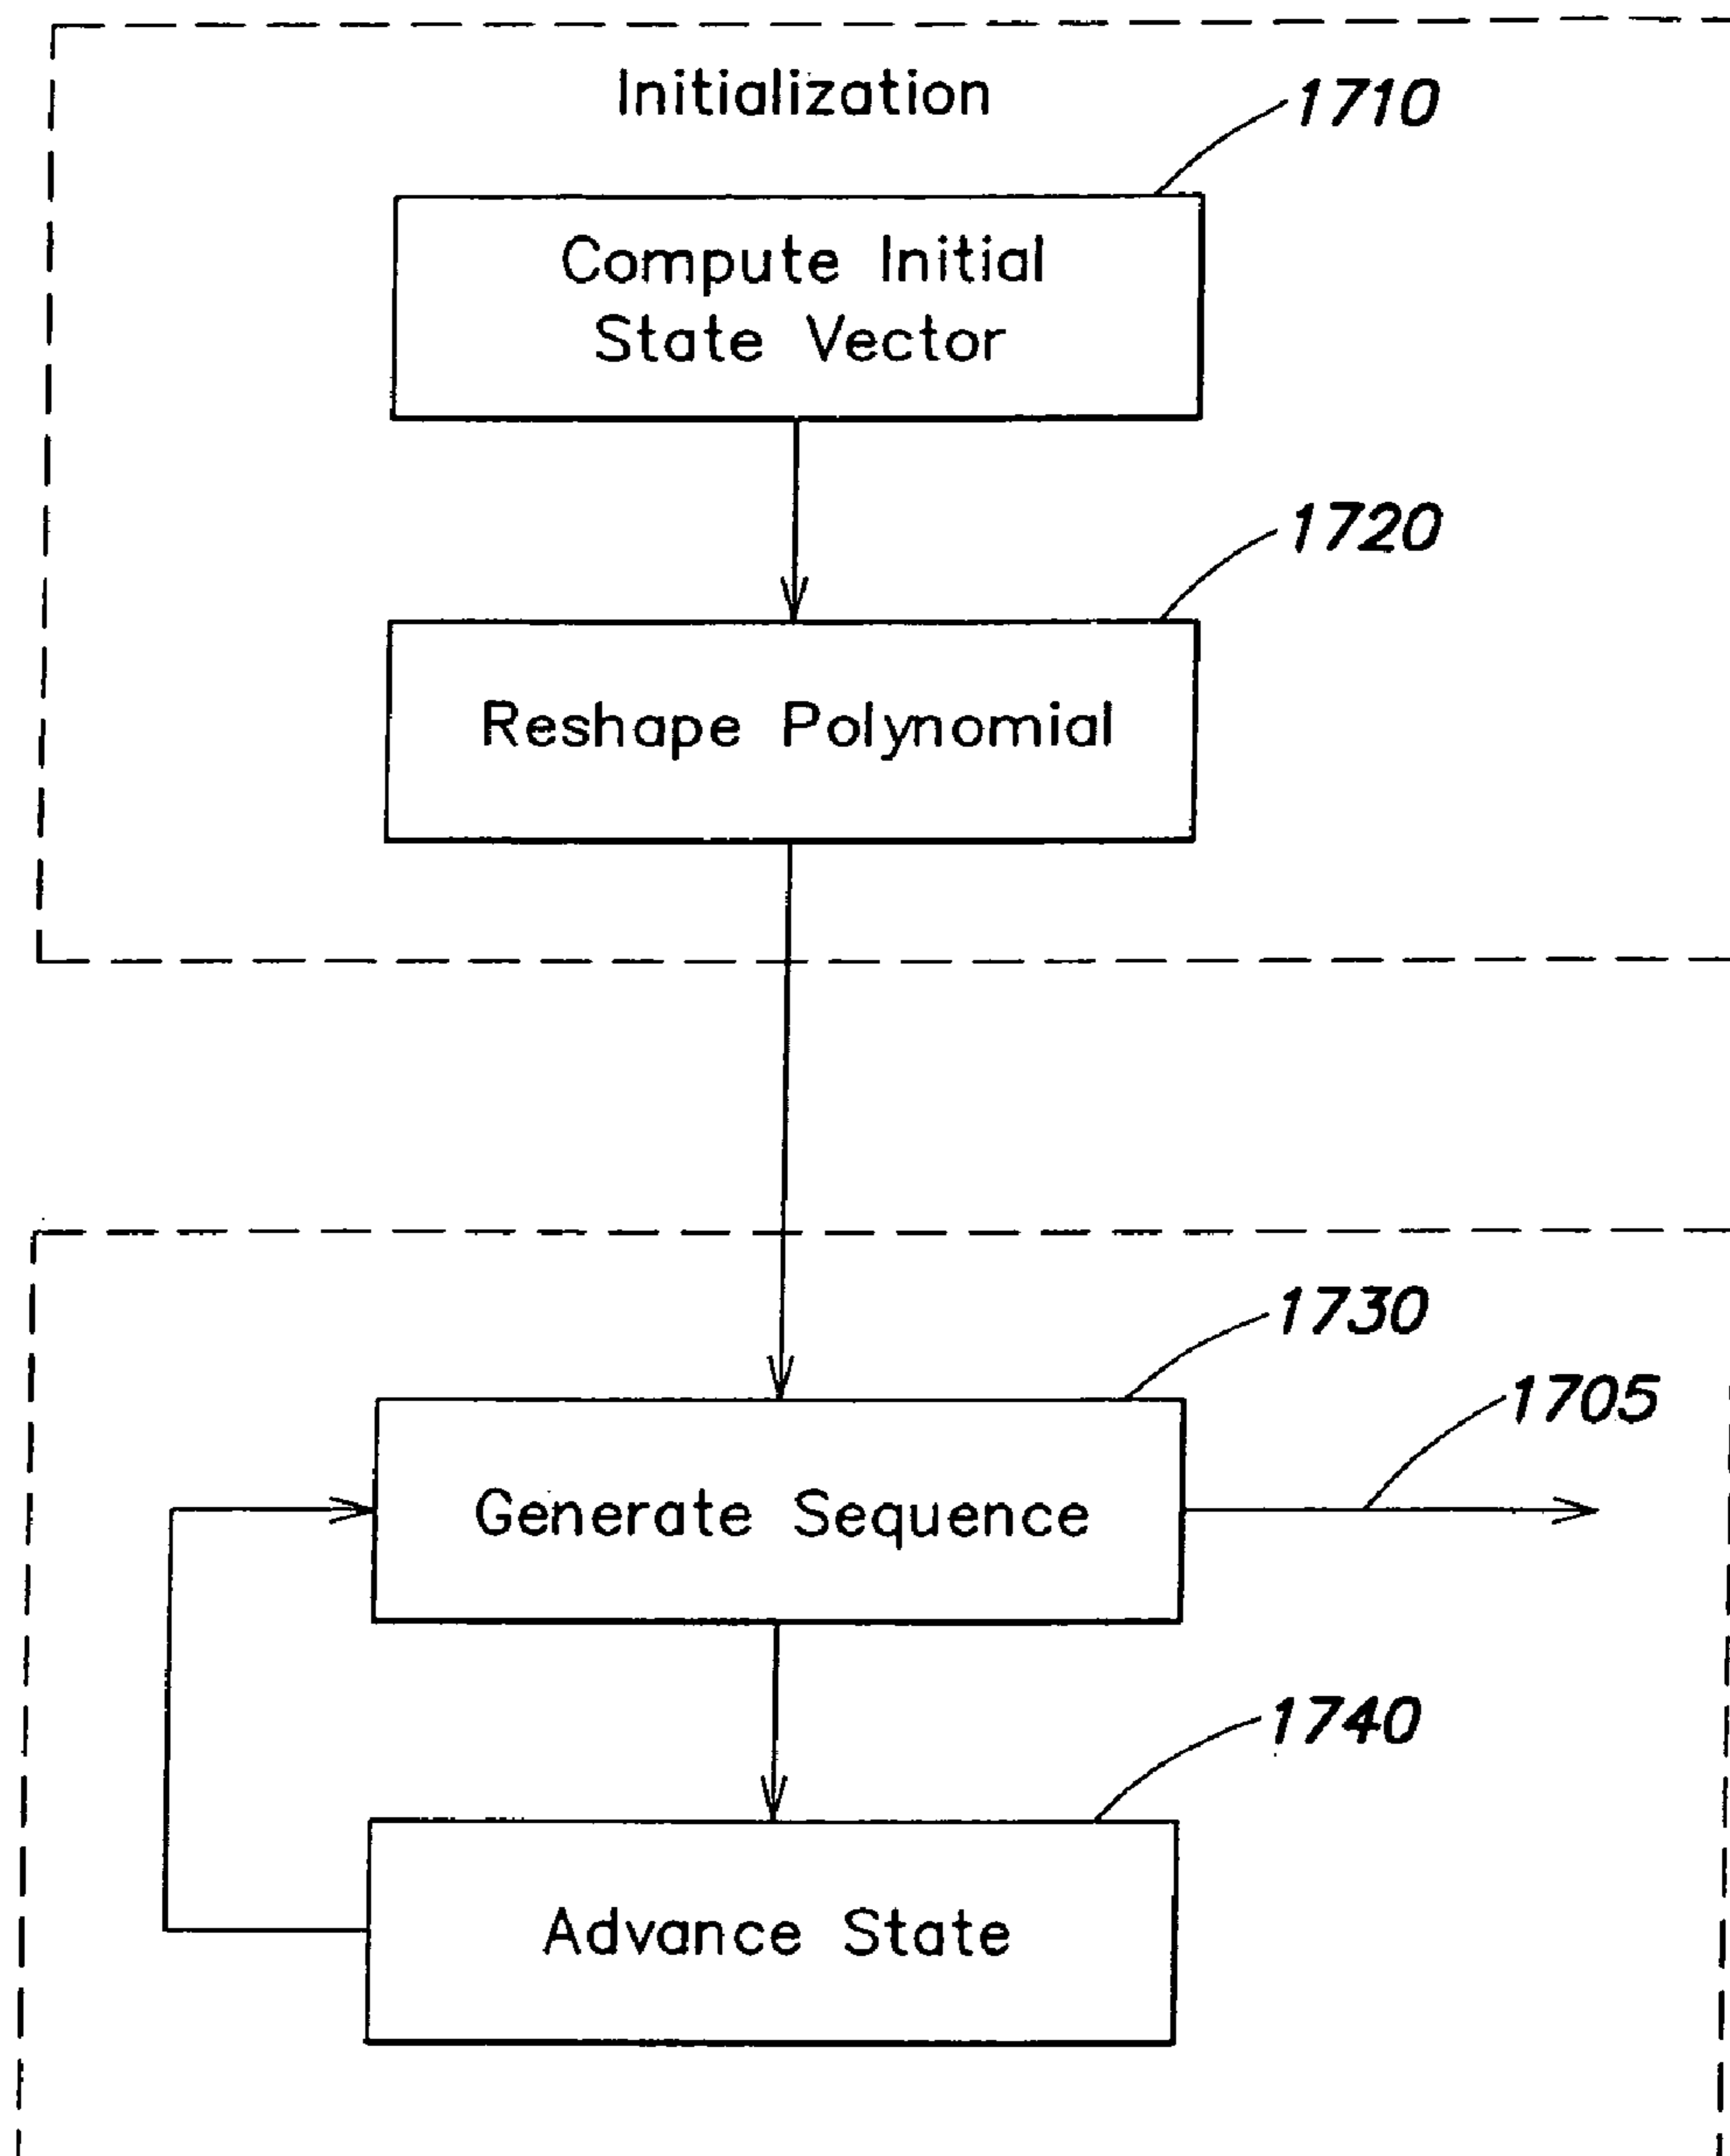 Initialization
1710
Compute Initial
State Vector
1720
Reshape Polynomial
1730
1705
Generate Sequence
1740
Advance State